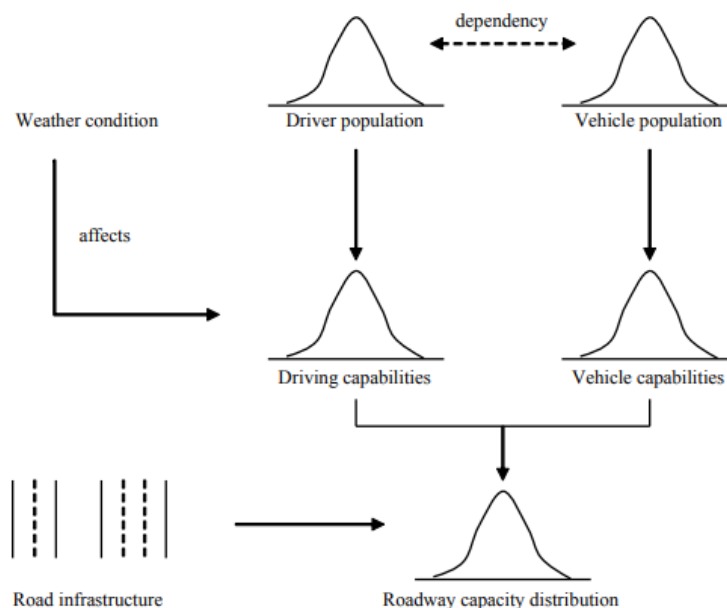 dependency
Weather condition
Driver population
Vehicle population
affects
Driving capabilities
Vehicle capabilities
Road infrastructure
Roadway capacity distribution